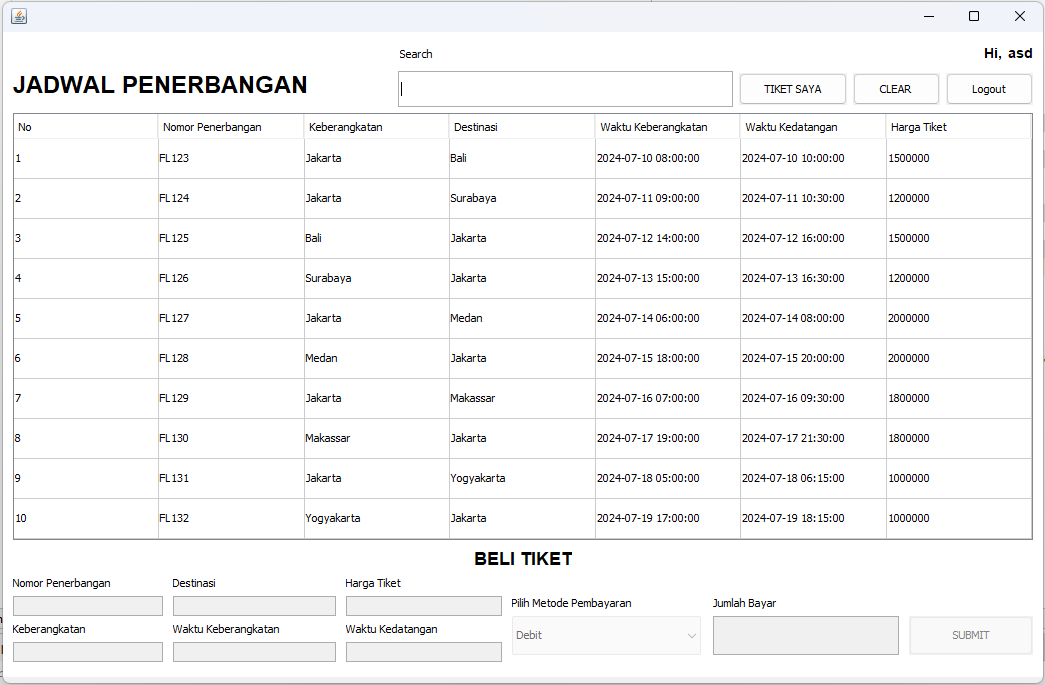 Search
Hi, asd
JADWAL PENERBANGAN
TIKET SAYA
CLEAR
Logout
No Nomor Penerbangan Keberangkatan Destinasi Waktu Keberangkatan Waktu Kedatangan Harga Tiket
1 FL123 Jakarta Bali 2024-07-10 08:00:00 2024-07-10 10:00:00 1500000
2 FL124 Jakarta Surabaya 2024-07-11 09:00:00 2024-07-11 10:30:00 1200000
3 FL125 Bali Jakarta 2024-07-12 14:00:00 2024-07-12 16:00:00 1500000
4 FL126 Surabaya Jakarta 2024-07-13 15:00:00 2024-07-13 16:30:00 1200000
5 FL127 Jakarta Medan 2024-07-14 06:00:00 2024-07-14 08:00:00 2000000
6 FL128 Medan Jakarta 2024-07-15 18:00:00 2024-07-15 20:00:00 2000000
7 FL129 Jakarta Makassar 2024-07-16 07:00:00 2024-07-16 09:30:00 1800000
8 FL130 Makassar Jakarta 2024-07-17 19:00:00 2024-07-17 21:30:00 1800000
9 FL131 Jakarta Yogyakarta 2024-07-18 05:00:00 2024-07-18 06:15:00 1000000
10 FL132 Yogyakarta Jakarta 2024-07-19 17:00:00 2024-07-19 18:15:00 1000000
BELI TIKET
Nomor Penerbangan Destinasi Harga Tiket
Pilih Metode Pembayaran Jumlah Bayar
Keberangkatan Waktu Keberangkatan Waktu Kedatangan
Debit
SUBMIT